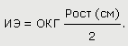 ИЭ = ОКГ Рост (см) / 2.